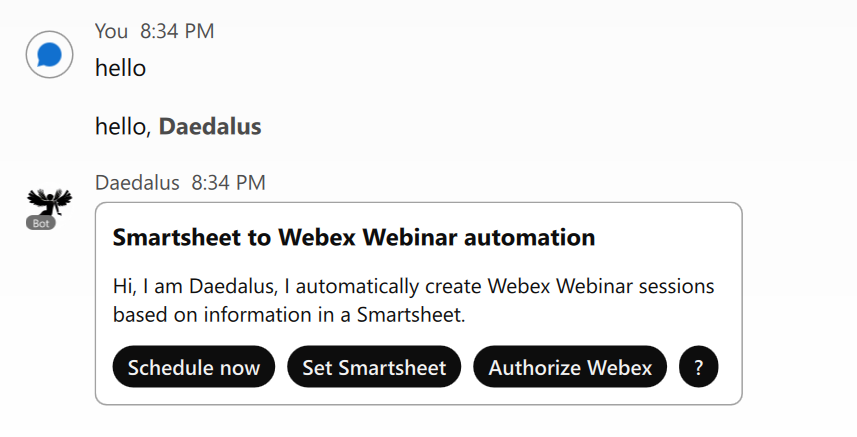 You 8:34 PM
hello
hello, Daedalus
Daedalus 8:34 PM
Bot
Smartsheet to Webex Webinar automation
Hi, I am Daedalus, I automatically create Webex Webinar sessions
based on information in a Smartsheet.
Schedule now Set Smartsheet Authorize Webex ?